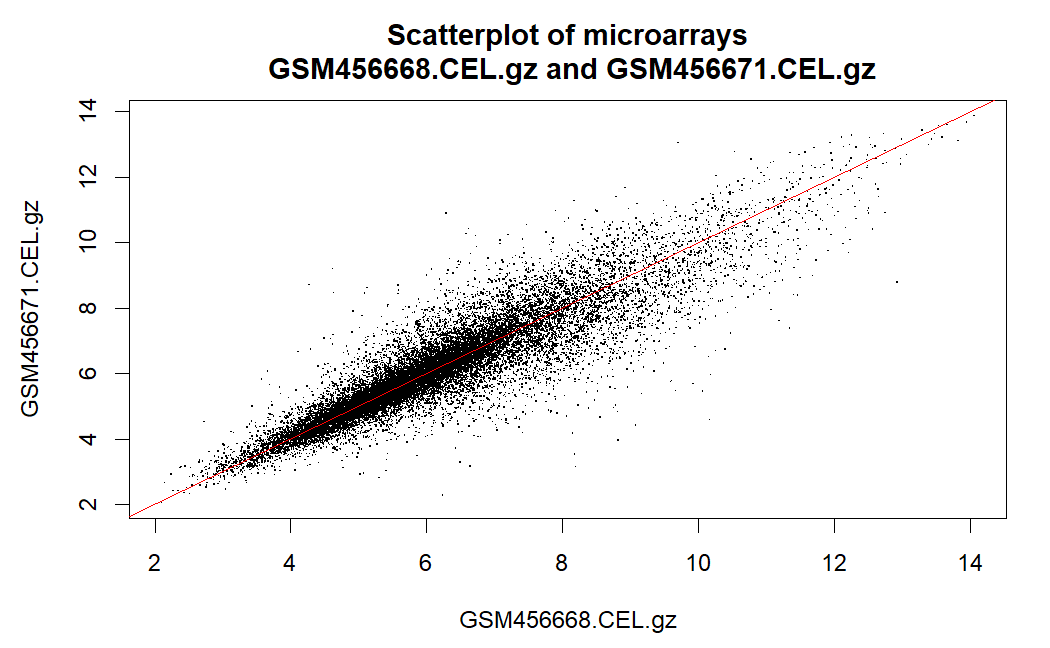 Scatterplot of microarrays
GSM456668.CEL.gz and GSM456671.CEL.gz
GSM456671.CEL.gz
14
12
10
8
6
4
2
2 4 6 8 10 12 14
GSM456668.CEL.gz